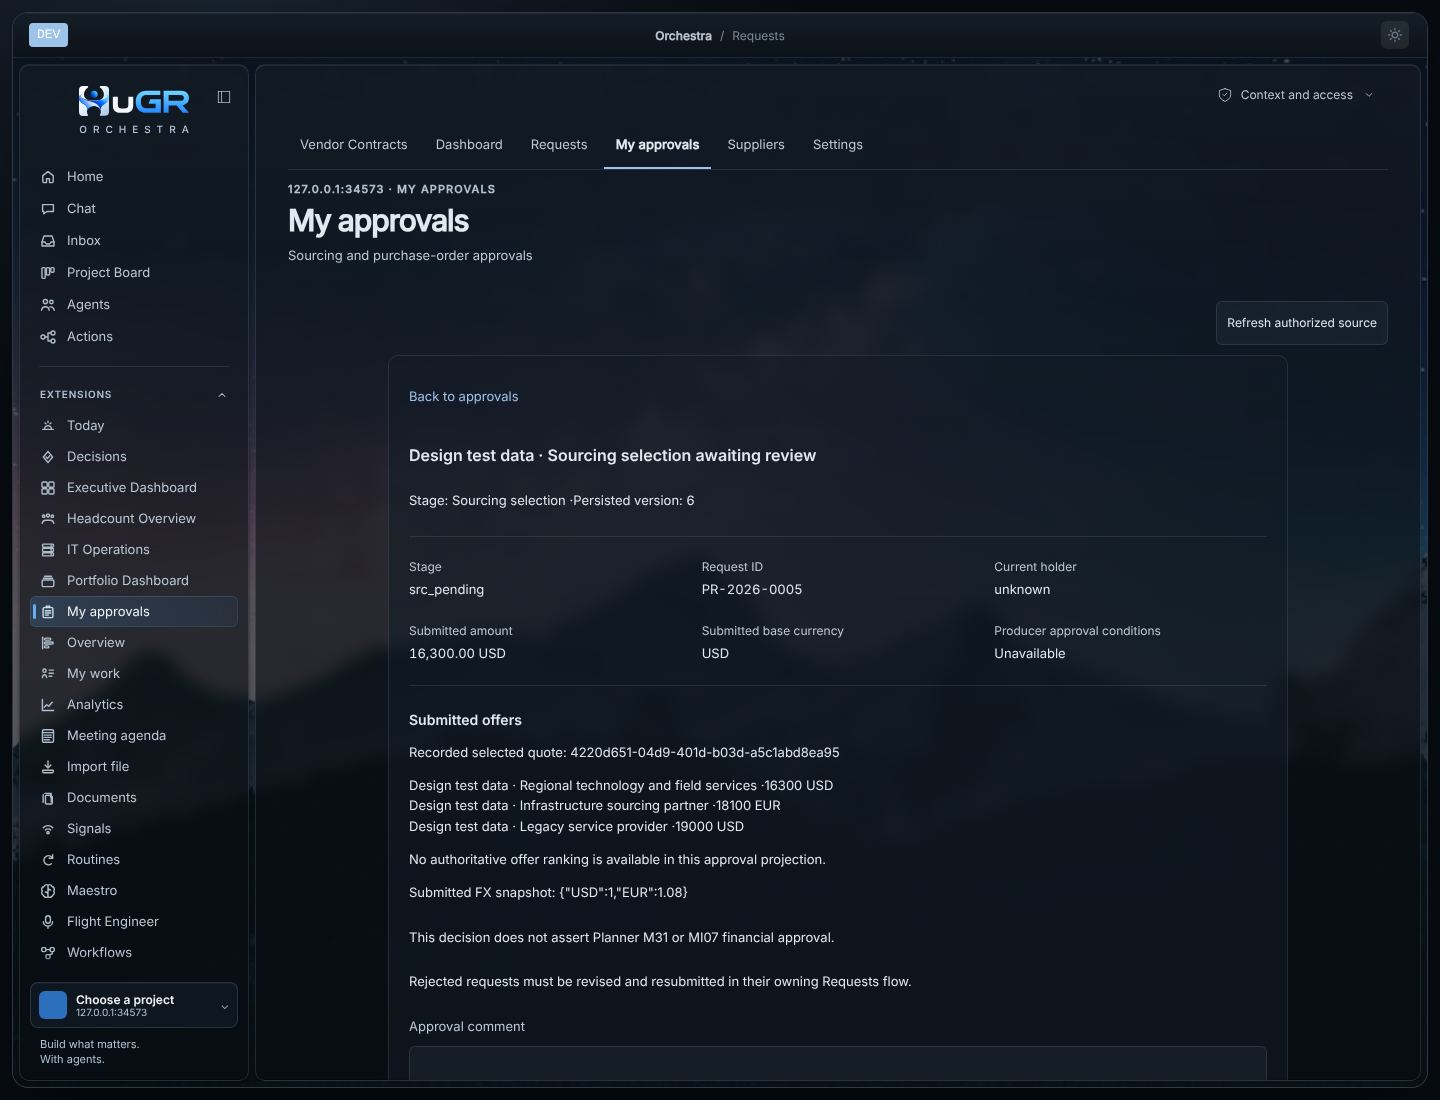 DEV
Orchestra / Requests
HuGR
ORCHESTRA
Context and access
Home
Chat
Inbox
Project Board
Agents
Actions
EXTENSIONS
Today
Decisions
Executive Dashboard
Headcount Overview
IT Operations
Portfolio Dashboard
My approvals
Overview
My work
Analytics
Meeting agenda
Import file
Documents
Signals
Routines
Maestro
Flight Engineer
Workflows
Choose a project
127.0.0.1:34573
Build what matters.
With agents.
Vendor Contracts Dashboard Requests My approvals Suppliers Settings
127.0.0.1:34573 · MY APPROVALS
My approvals
Sourcing and purchase-order approvals
Refresh authorized source
Back to approvals
Design test data · Sourcing selection awaiting review
Stage: Sourcing selection ·Persisted version: 6
Stage Request ID Current holder
src_pending PR-2026-0005 unknown
Submitted amount Submitted base currency Producer approval conditions
16,300.00 USD USD Unavailable
Submitted offers
Recorded selected quote: 4220d651-04d9-401d-b03d-a5c1abd8ea95
Design test data · Regional technology and field services ·16300 USD
Design test data · Infrastructure sourcing partner ·18100 EUR
Design test data · Legacy service provider ·19000 USD
No authoritative offer ranking is available in this approval projection.
Submitted FX snapshot: {"USD":1,"EUR":1.08}
This decision does not assert Planner M31 or MI07 financial approval.
Rejected requests must be revised and resubmitted in their owning Requests flow.
Approval comment